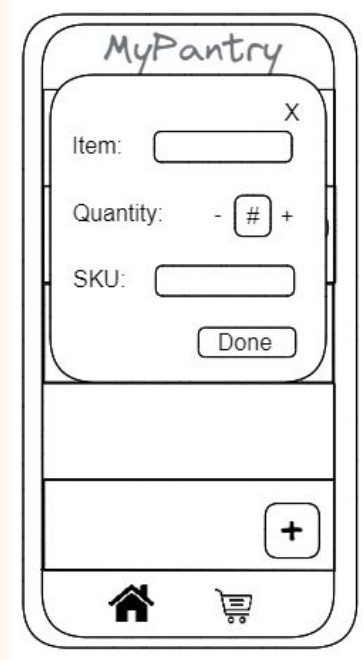 MyPantry
X
Item:
Quantity: - # +
SKU:
Done
+